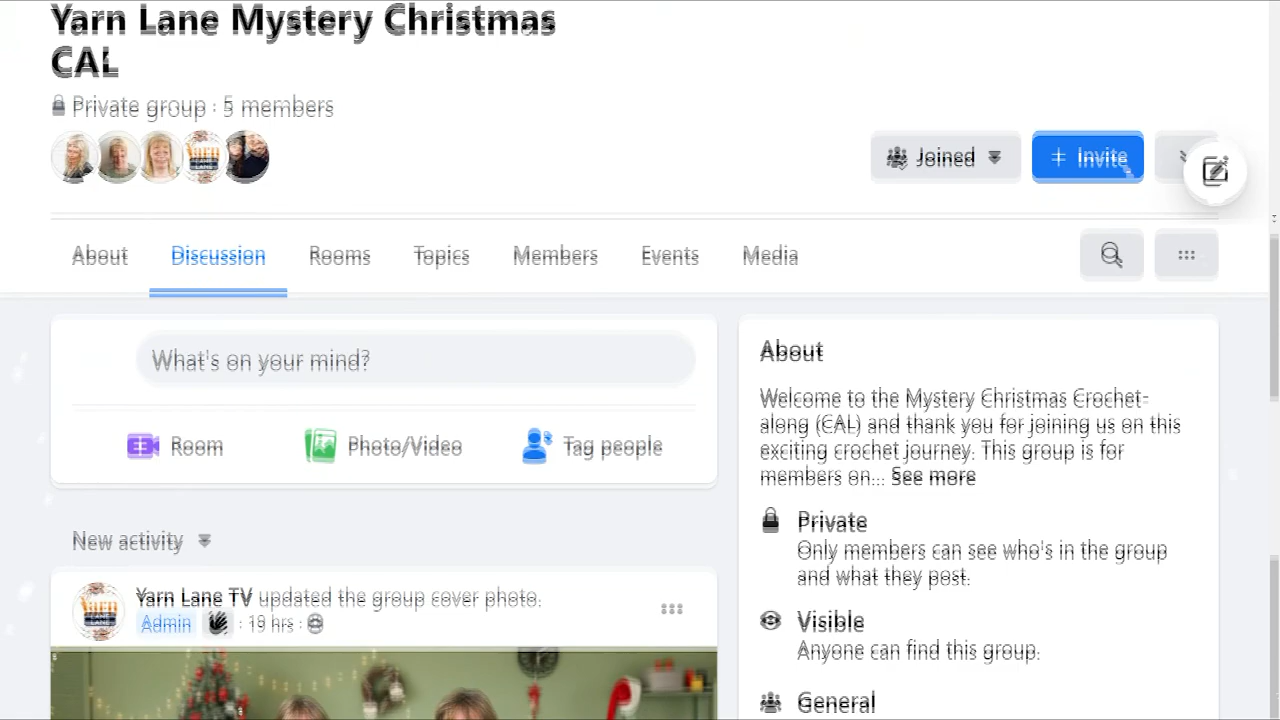 Yarn Lane Mystery Christmas
CAL
Private group · 5 members
Joined
Invite
About
Discussion
Rooms
Topics
Members
Events
Media
What's on your mind?
Room
Photo/Video
Tag people
New activity
Yarn Lane TV updated the group cover photo.
Admin · 19 hrs ·
About
Welcome to the Mystery Christmas Crochet-
along (CAL) and thank you for joining us on this
exciting crochet journey. This group is for
members on... See more
Private
Only members can see who's in the group
and what they post.
Visible
Anyone can find this group.
General